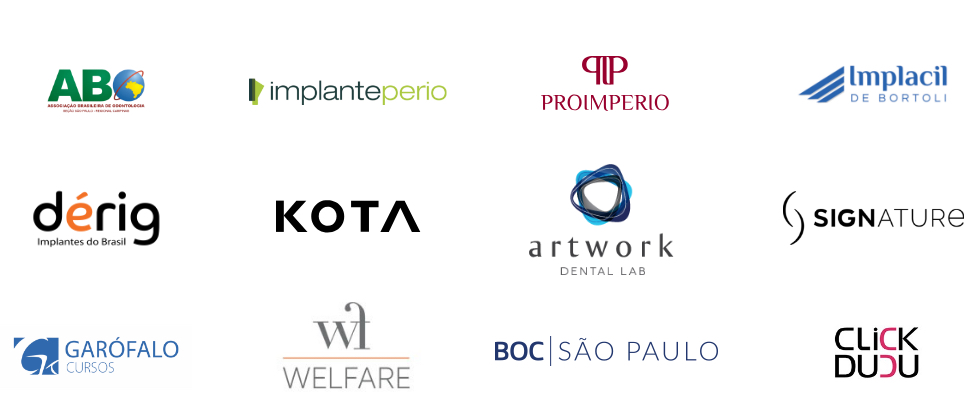 ABO
ASSOCIAÇÃO BRASILEIRA DE ODONTOLOGIA
implanteperio
PROIMPERIO
Implacil
DE BORTOLI
dérig
Implantes do Brasil
KOTA
artwork
DENTAL LAB
SIGNATURe
GARÓFALO
CURSOS
wf
WELFARE
BOC|SÃO PAULO
CLiCK
DUDU